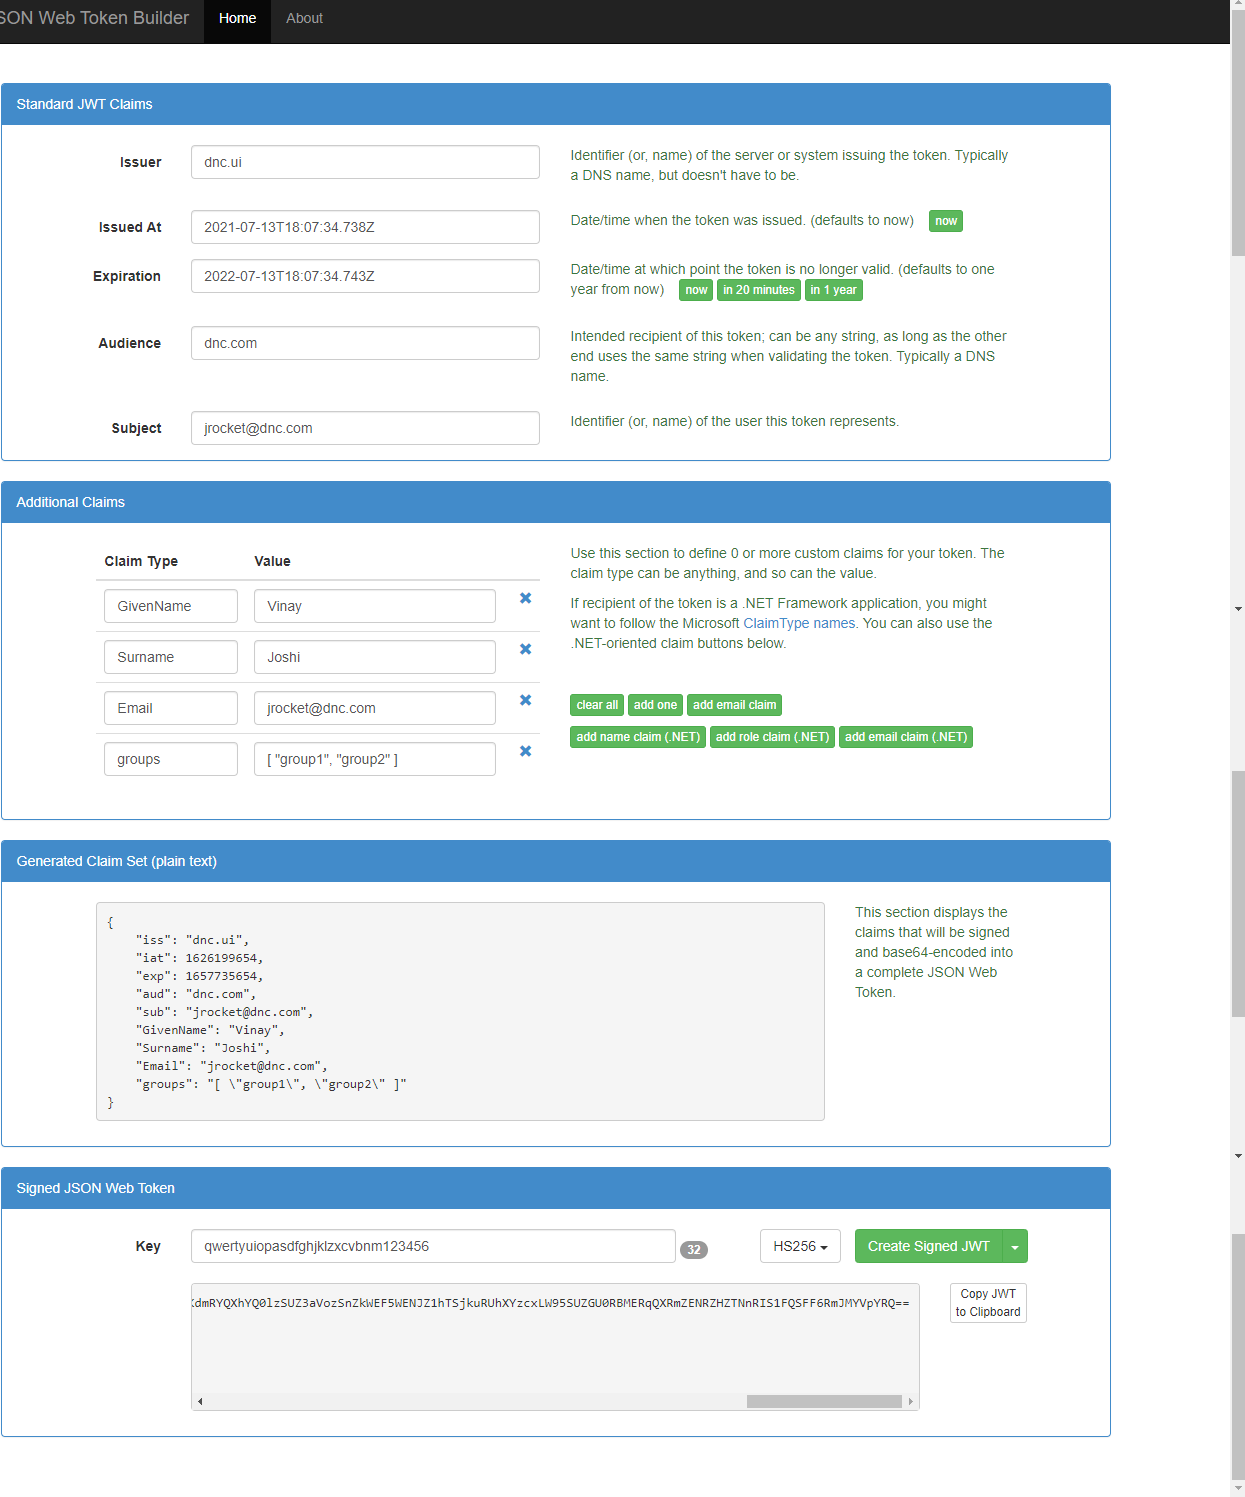 SON Web Token Builder Home About
Standard JWT Claims
Issuer dnc.ui Identifier (or, name) of the server or system issuing the token. Typically
a DNS name, but doesn't have to be.
Issued At 2021-07-13T18:07:34.738Z Date/time when the token was issued. (defaults to now) now
Expiration 2022-07-13T18:07:34.743Z Date/time at which point the token is no longer valid. (defaults to one
year from now) now in 20 minutes in 1 year
Audience dnc.com Intended recipient of this token; can be any string, as long as the other
end uses the same string when validating the token. Typically a DNS
name.
Subject jrocket@dnc.com Identifier (or, name) of the user this token represents.
Additional Claims
Claim Type Value
Use this section to define 0 or more custom claims for your token. The
claim type can be anything, and so can the value.
GivenName Vinay
If recipient of the token is a .NET Framework application, you might
want to follow the Microsoft ClaimType names. You can also use the
.NET-oriented claim buttons below.
Surname Joshi
Email jrocket@dnc.com
clear all add one add email claim
add name claim (.NET) add role claim (.NET) add email claim (.NET)
groups [ "group1", "group2" ]
Generated Claim Set (plain text)
{
"iss": "dnc.ui",
"iat": 1626199654,
"exp": 1657735654,
"aud": "dnc.com",
"sub": "jrocket@dnc.com",
"GivenName": "Vinay",
"Surname": "Joshi",
"Email": "jrocket@dnc.com",
"groups": "[ \"group1\", \"group2\" ]"
}
This section displays the
claims that will be signed
and base64-encoded into
a complete JSON Web
Token.
Signed JSON Web Token
Key qwertyuiopasdfghjklzxcvbnm123456 32 HS256 Create Signed JWT
dmRYQXhYQ0lzSUZ3aVozSnZkWEF5WENJZ1hTSjkuRUhXYzcxLW95SUZGU0RBMERqQXRmZENRZHZTNnRIS1FQSFF6RmJMYVpYRQ==
Copy JWT
to Clipboard